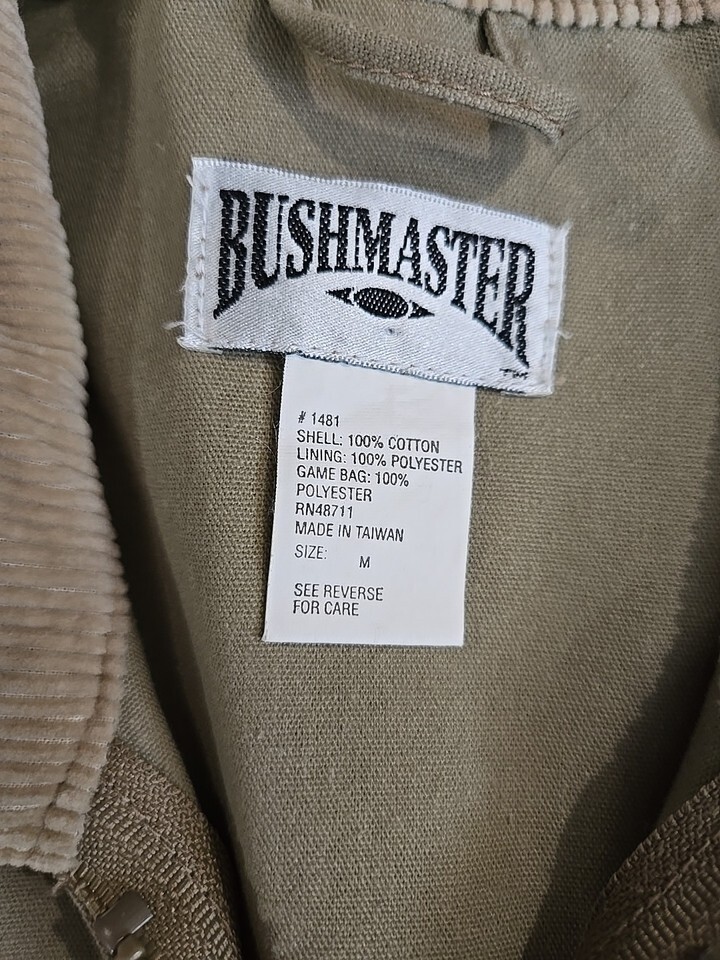 BUSHMASTER
TM
# 1481
SHELL: 100% COTTON
LINING: 100% POLYESTER
GAME BAG: 100%
POLYESTER
RN48711
MADE IN TAIWAN
SIZE: M
SEE REVERSE
FOR CARE